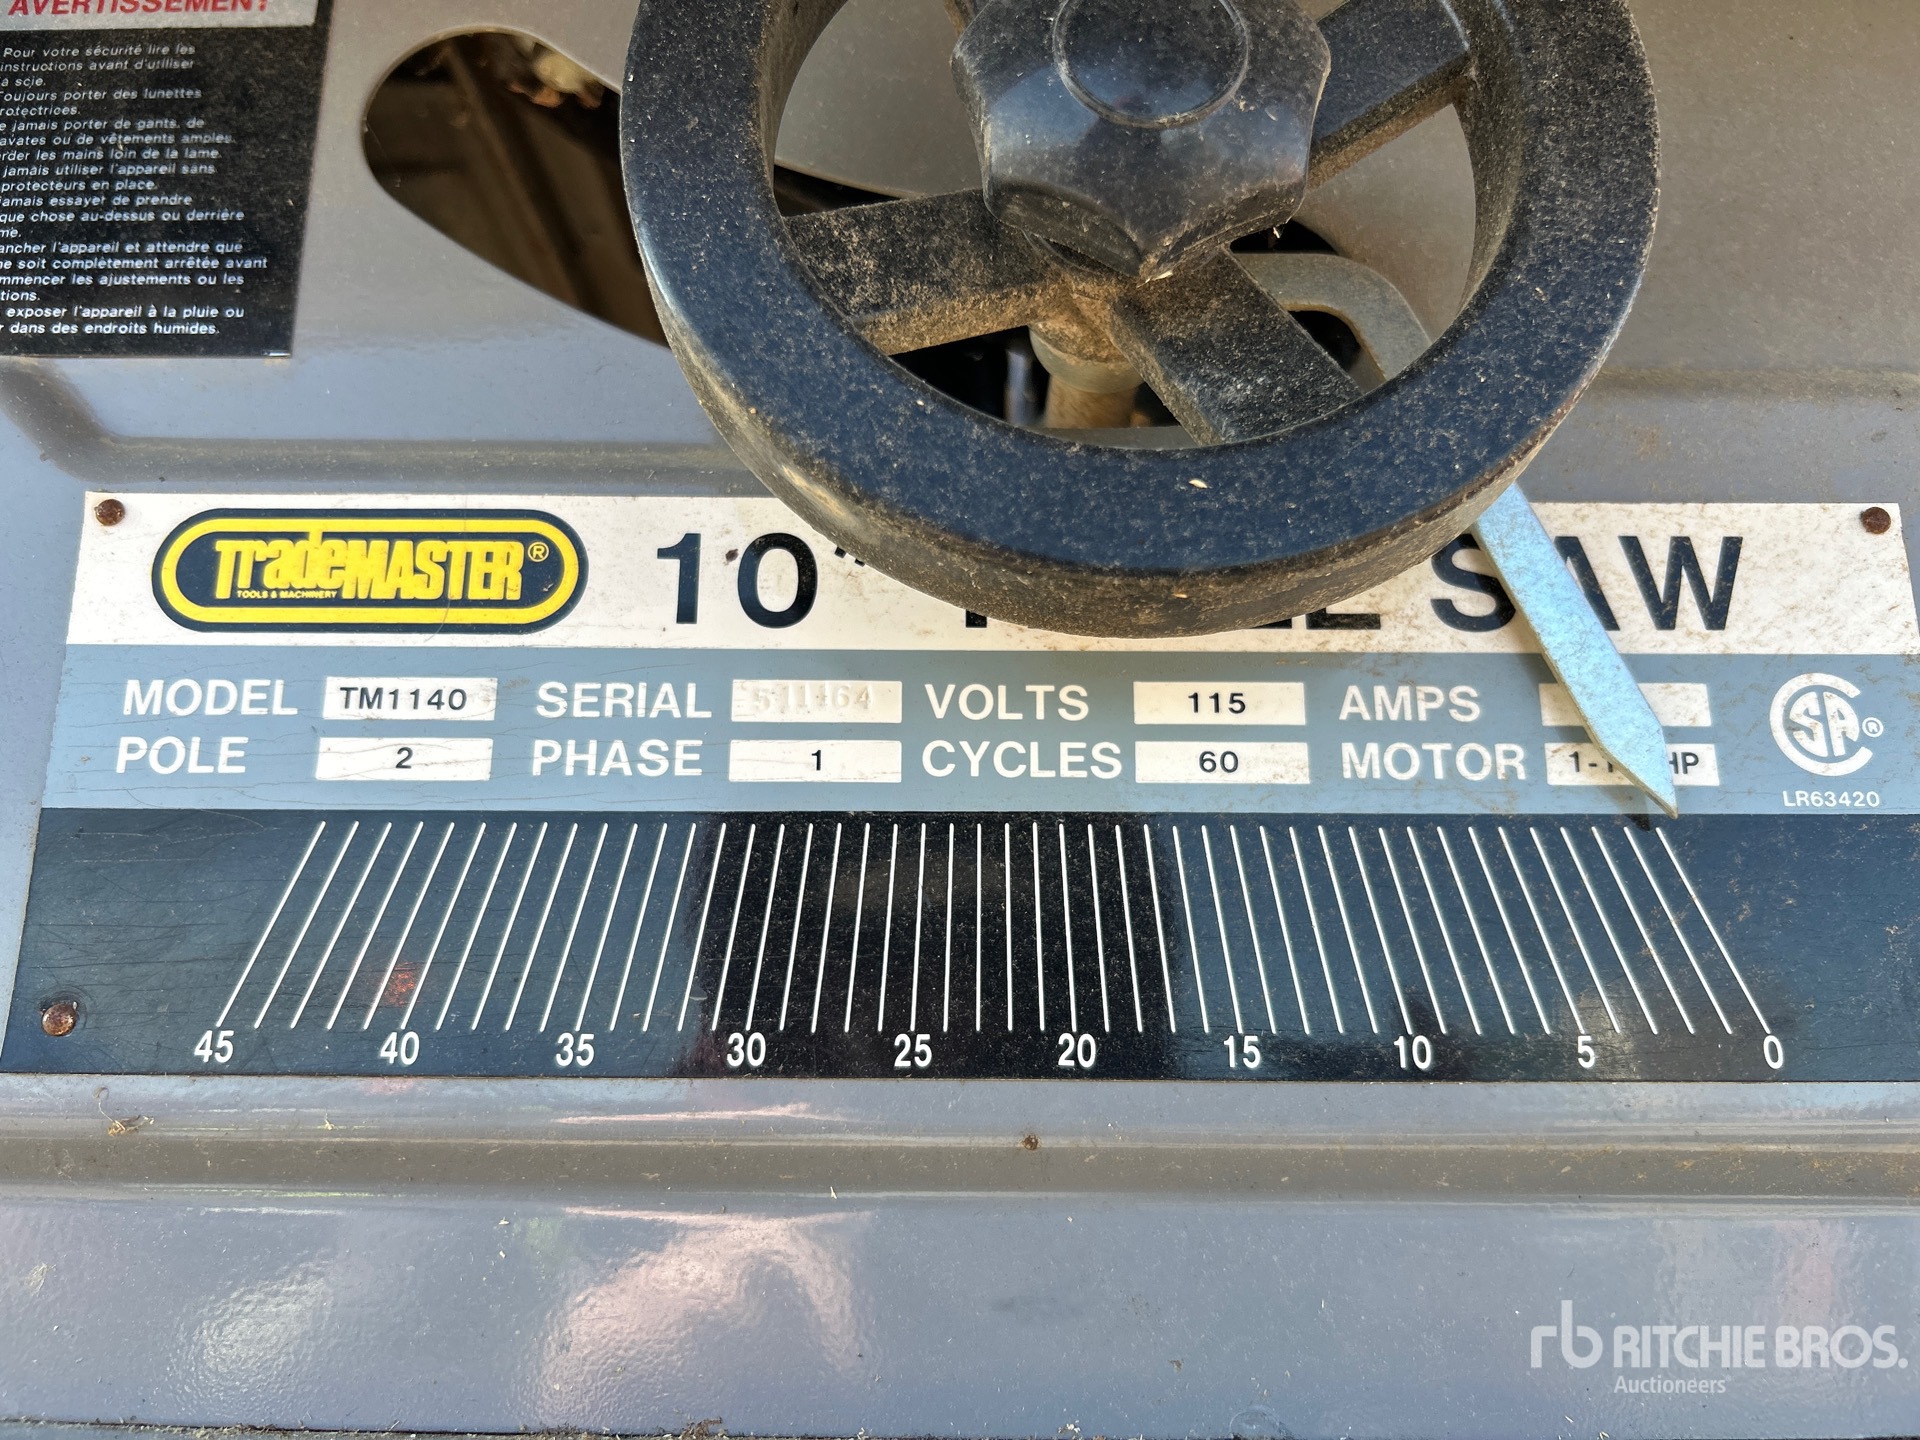 AVERTISSEMENT
Pour votre sécurité lire les
instructions avant d'utiliser
la scie.
Toujours porter des lunettes
protectrices.
jamais porter de gants, de
cravates ou de vêtements amples.
les mains loin de la lame.
jamais utiliser l'appareil sans
protecteurs en place.
jamais essayet de prendre
que chose au-dessus ou derrière
l'appareil et attendre que
soit complètement arrêtée avant
les ajustements ou les
exposer l'appareil à la pluie ou
dans des endroits humides.
TradeMASTER®
TOOLS & MACHINERY
10" SAW
MODEL TM1140 SERIAL VOLTS 115 AMPS
POLE 2 PHASE 1 CYCLES 60 MOTOR HP
CSA®
LR63420
45 40 35 30 25 20 15 10 5 0
rb RITCHIE BROS.
Auctioneers